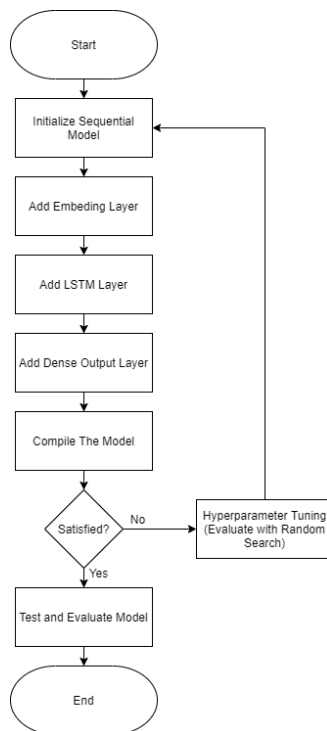 Start
Initialize Sequential
Model
Add Embeding Layer
Add LSTM Layer
Add Dense Output Layer
Compile The Model
Satisfied?
No
Hyperparameter Tuning
(Evaluate with Random
Search)
Yes
Test and Evaluate Model
End